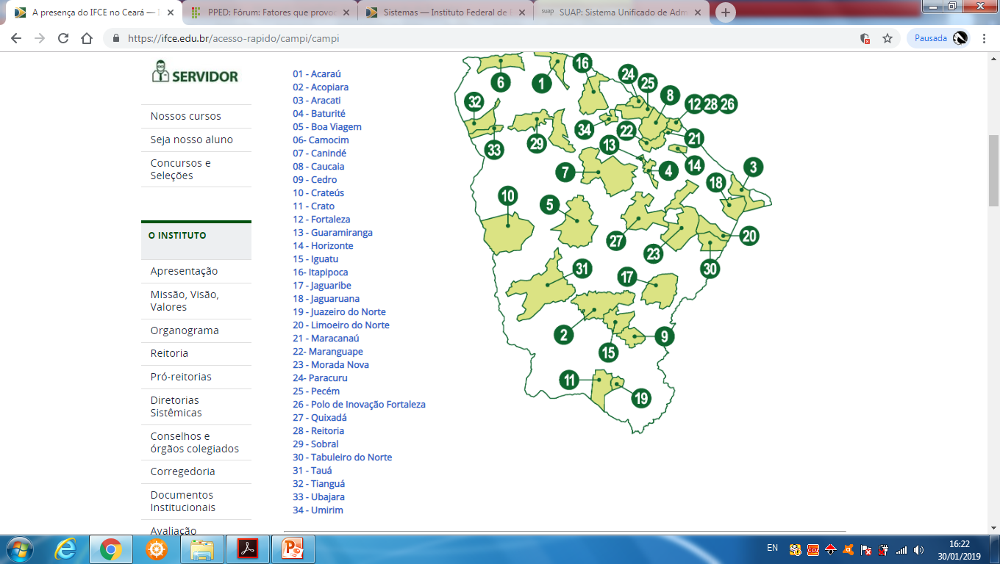 A presença do IFCE no Ceará — I
PPED: Fórum: Fatores que provoc
Sistemas — Instituto Federal de E
suap SUAP: Sistema Unificado de Adm
https://ifce.edu.br/acesso-rapido/campi/campi
Pausada
SERVIDOR
Nossos cursos
Seja nosso aluno
Concursos e
Seleções
O INSTITUTO
Apresentação
Missão, Visão,
Valores
Organograma
Reitoria
Pró-reitorias
Diretorias
Sistêmicas
Conselhos e
órgãos colegiados
Corregedoria
Documentos
Institucionais
Avaliação
01 - Acaraú
02 - Acopiara
03 - Aracati
04 - Baturité
05 - Boa Viagem
06- Camocim
07 - Canindé
08 - Caucaia
09 - Cedro
10 - Crateús
11 - Crato
12 - Fortaleza
13 - Guaramiranga
14 - Horizonte
15 - Iguatu
16- Itapipoca
17 - Jaguaribe
18 - Jaguaruana
19 - Juazeiro do Norte
20 - Limoeiro do Norte
21 - Maracanaú
22- Maranguape
23 - Morada Nova
24- Paracuru
25 - Pecém
26 - Polo de Inovação Fortaleza
27 - Quixadá
28 - Reitoria
29 - Sobral
30 - Tabuleiro do Norte
31 - Tauá
32 - Tianguá
33 - Ubajara
34 - Umirim
6
1
16
24
25
8
12 28 26
32
34
22
21
33
29
13
4
14
7
3
18
10
5
27
20
23
30
31
17
2
15
9
11
19
EN
16:22
30/01/2019